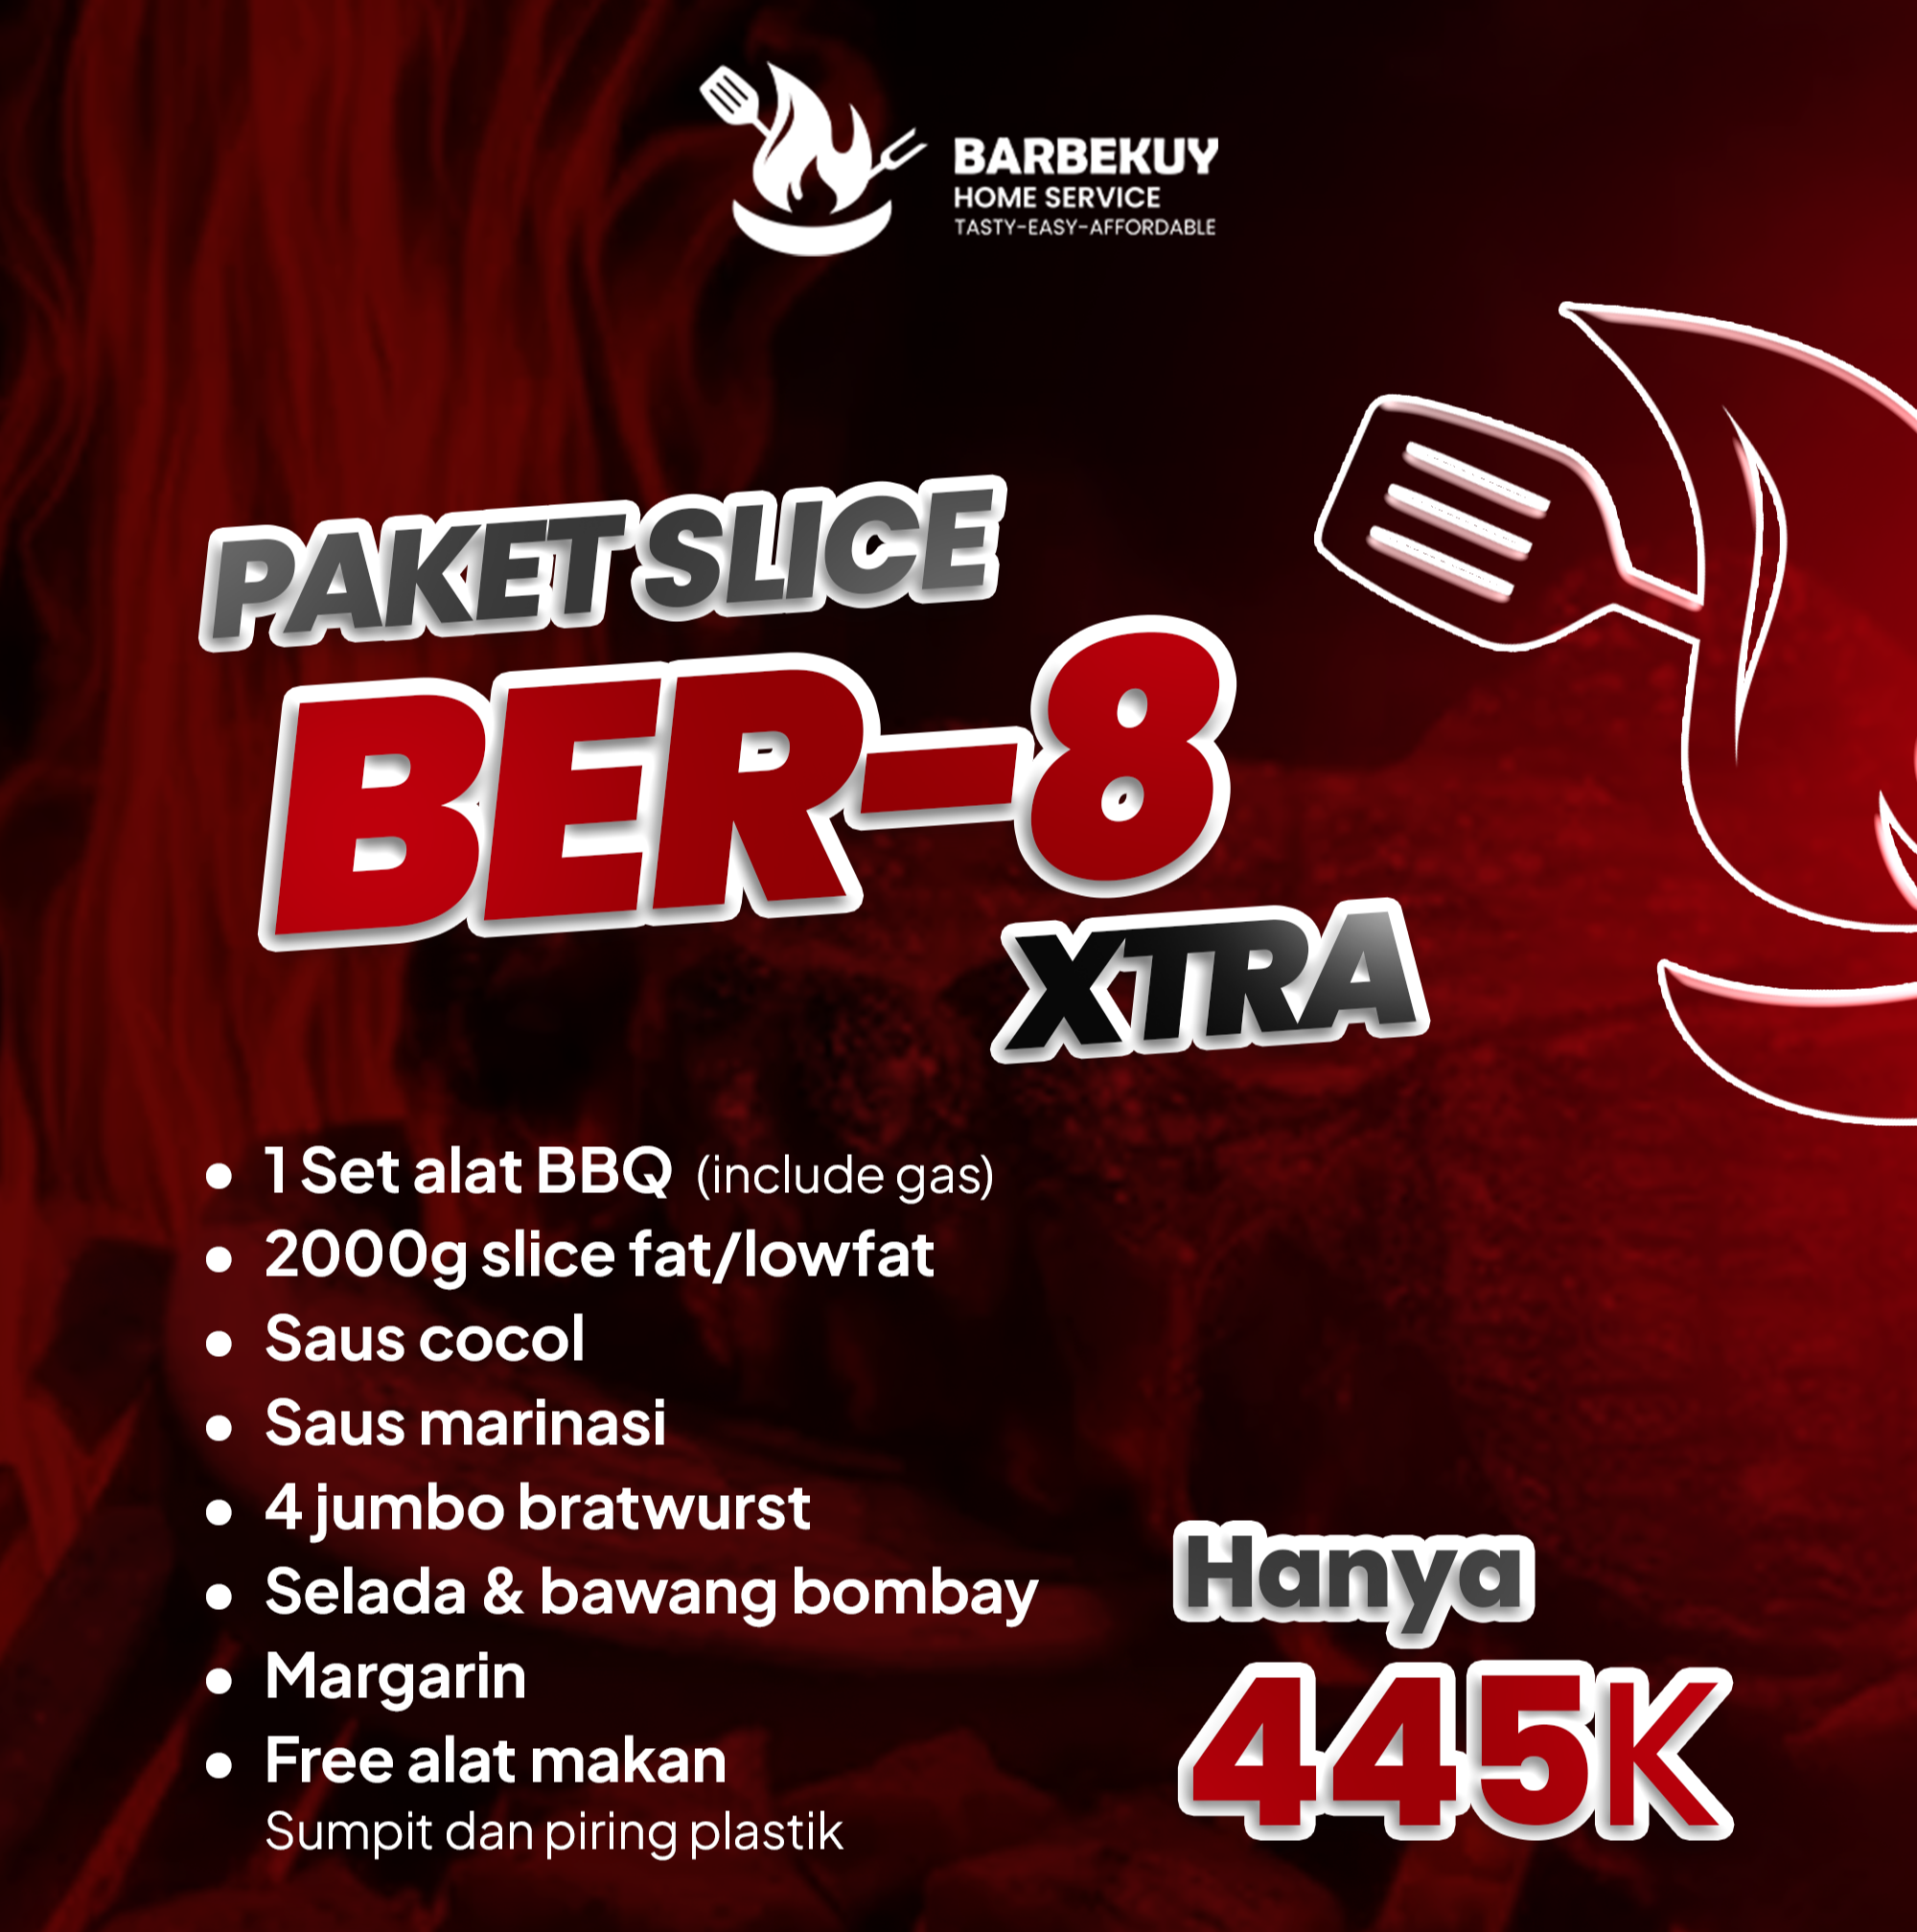 BARBEKUY
HOME SERVICE
TASTY-EASY-AFFORDABLE
PAKET SLICE
BER-8
XTRA
1 Set alat BBQ (include gas)
2000g slice fat/lowfat
Saus cocol
Saus marinasi
4 jumbo bratwurst
Selada & bawang bombay
Margarin
Free alat makan
Sumpit dan piring plastik
Hanya
445K